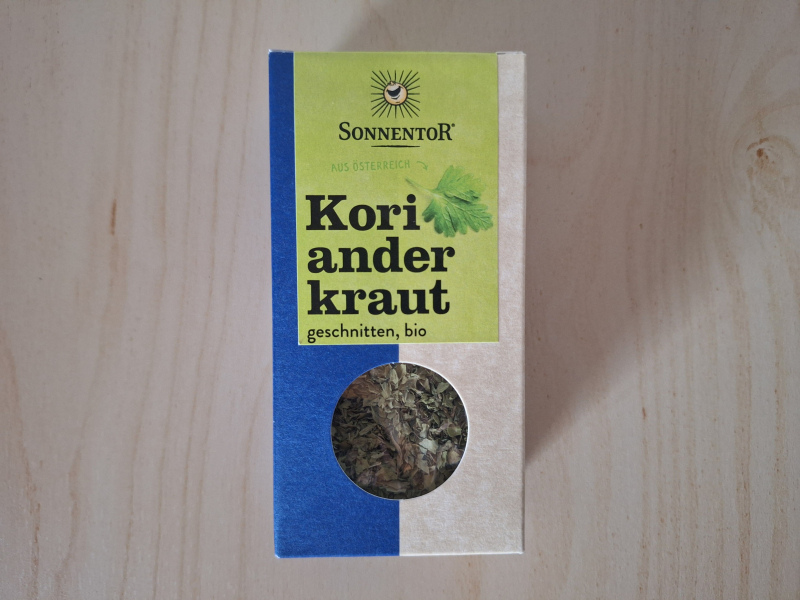 SONNENTOR®
AUS ÖSTERREICH
Kori
ander
kraut
geschnitten, bio